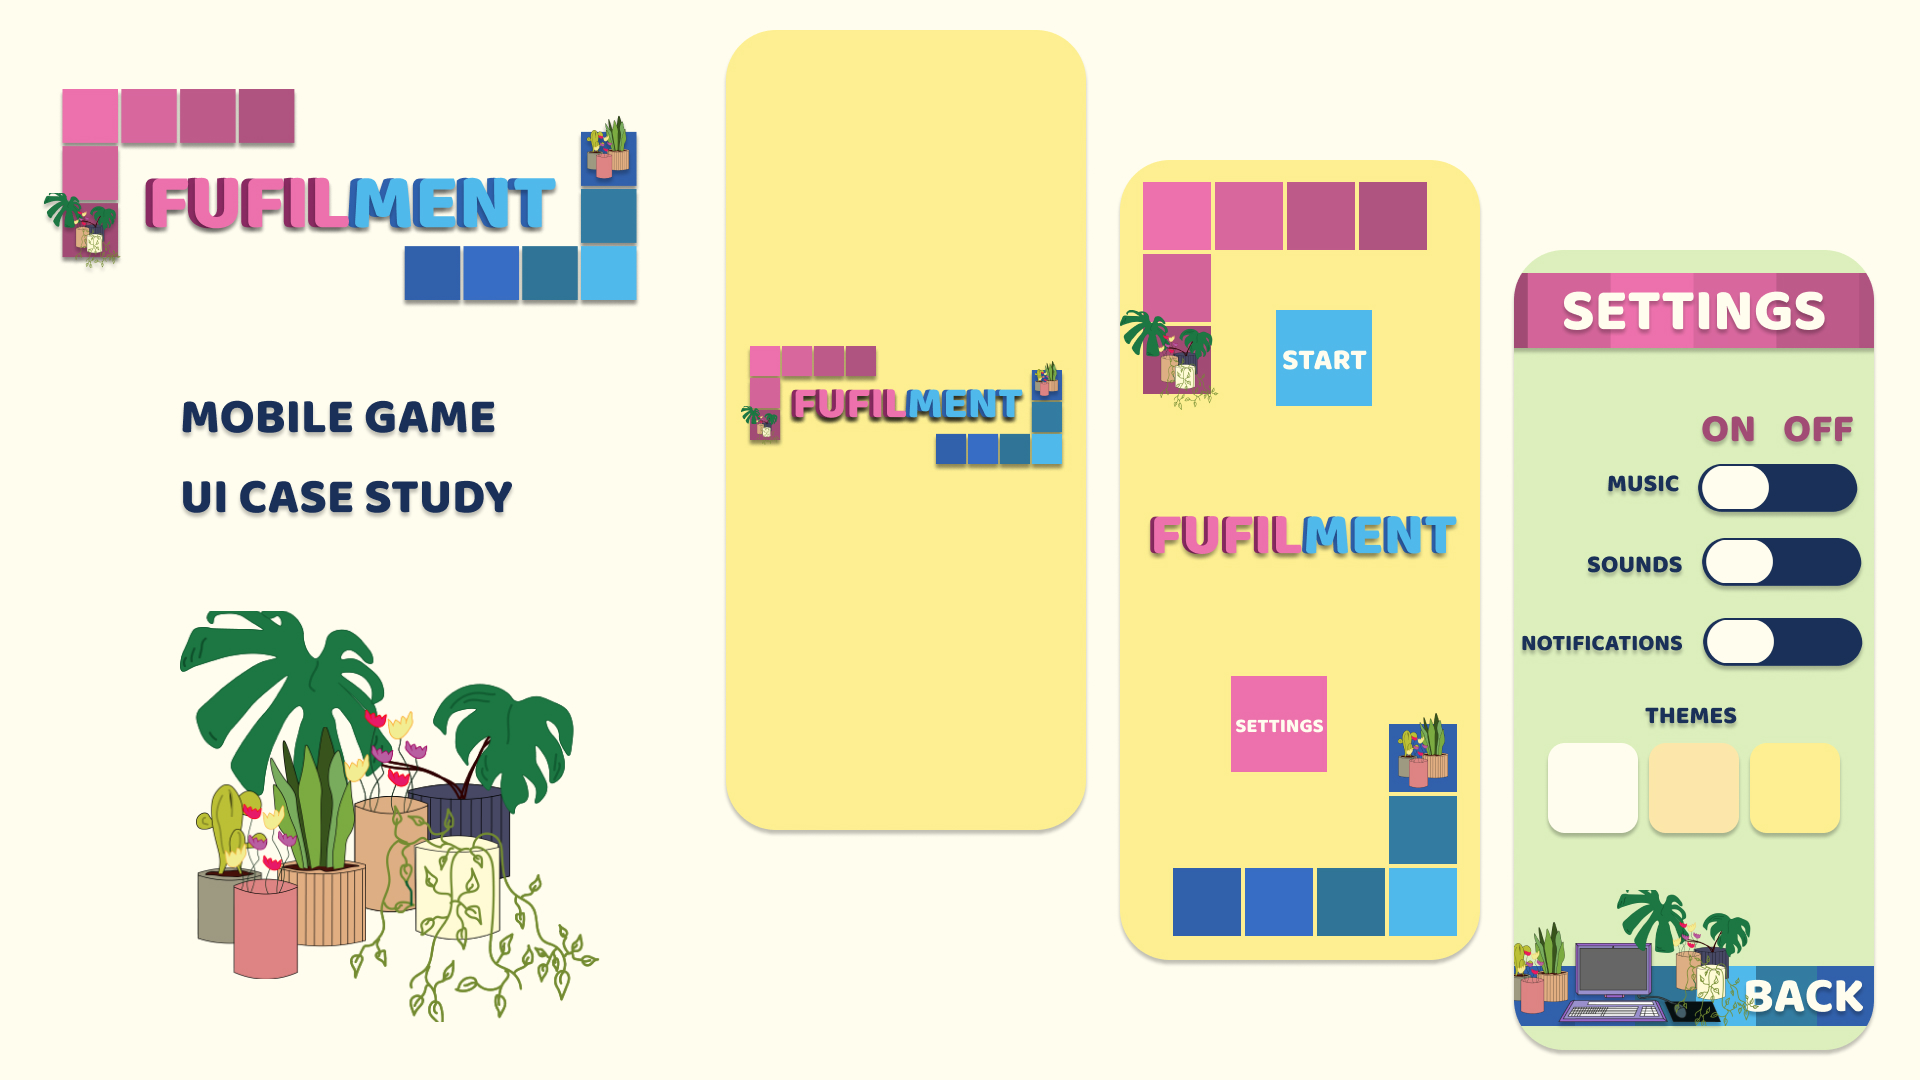 FUFILMENT
MOBILE GAME
UI CASE STUDY
FUFILMENT
START
FUFILMENT
SETTINGS
SETTINGS
ON OFF
MUSIC
SOUNDS
NOTIFICATIONS
THEMES
BACK